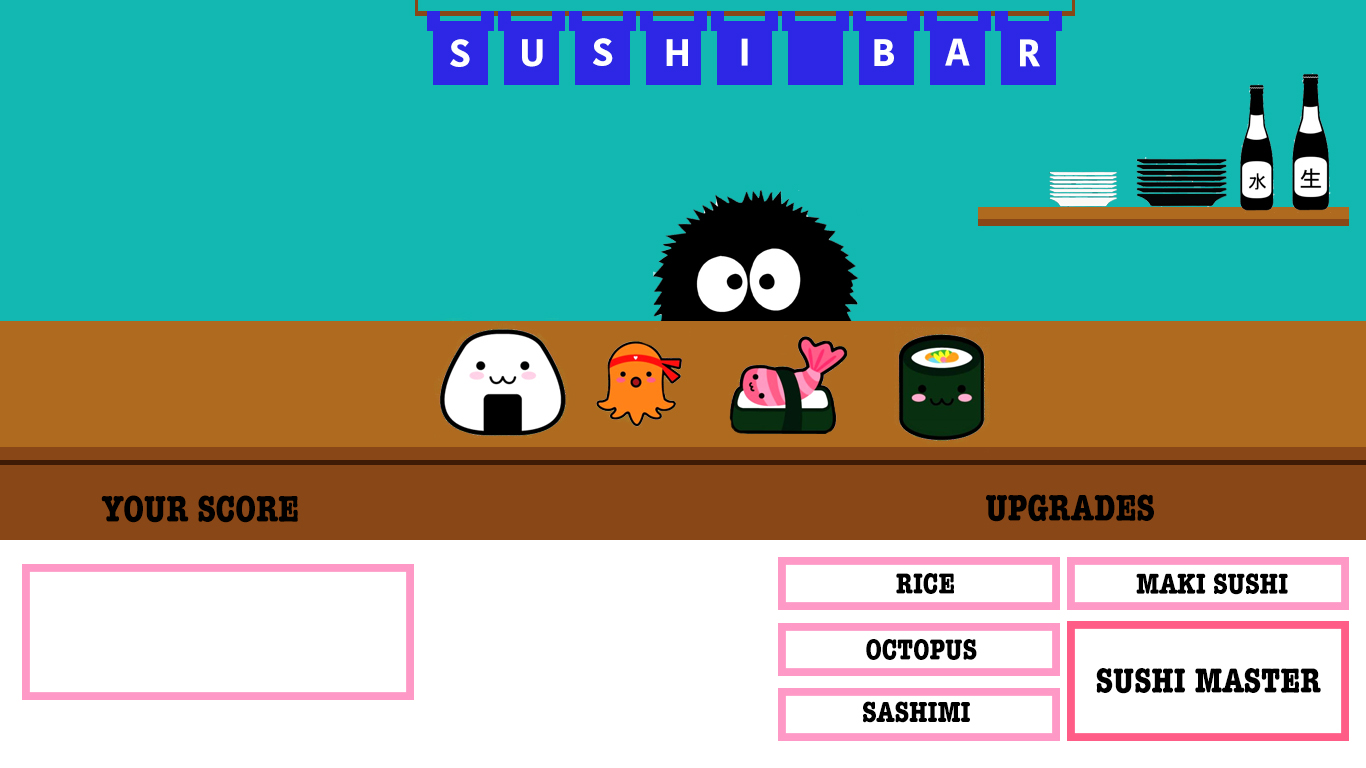 SUSHI BAR
水
生
YOUR SCORE
UPGRADES
RICE
MAKI SUSHI
OCTOPUS
SUSHI MASTER
SASHIMI